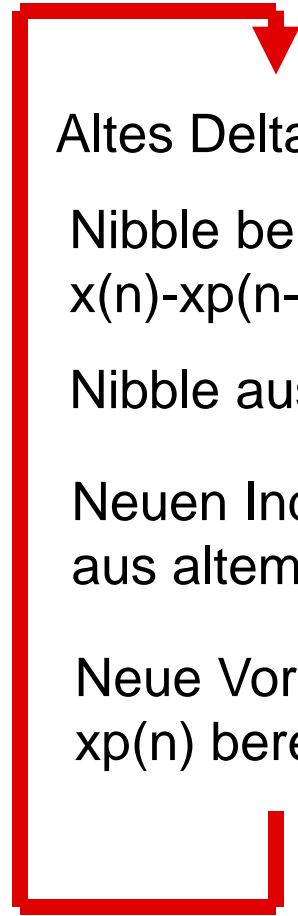 Altes Delta
Nibble be
x(n)-xp(n-
Nibble aus
Neuen Ind
aus altem
Neue Vor
xp(n) bere